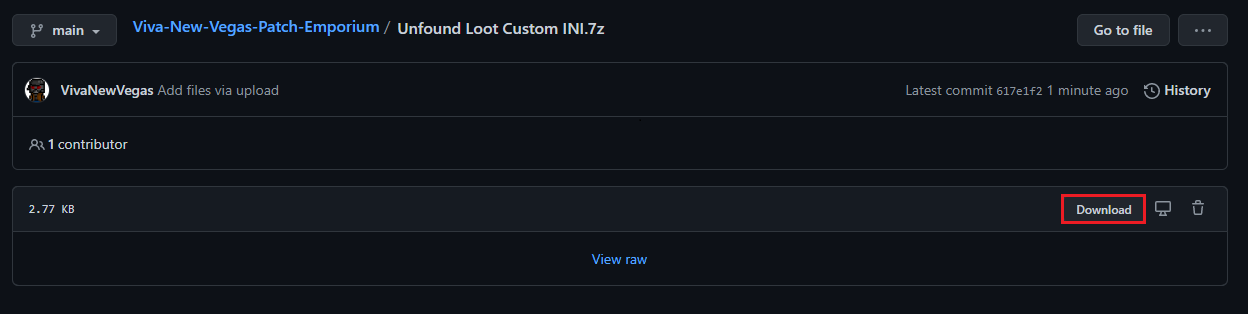 main Viva-New-Vegas-Patch-Emporium / Unfound Loot Custom INI.7z Go to file ...
VivaNewVegas Add files via upload Latest commit 617e1f2 1 minute ago History
1 contributor
2.77 KB Download
View raw